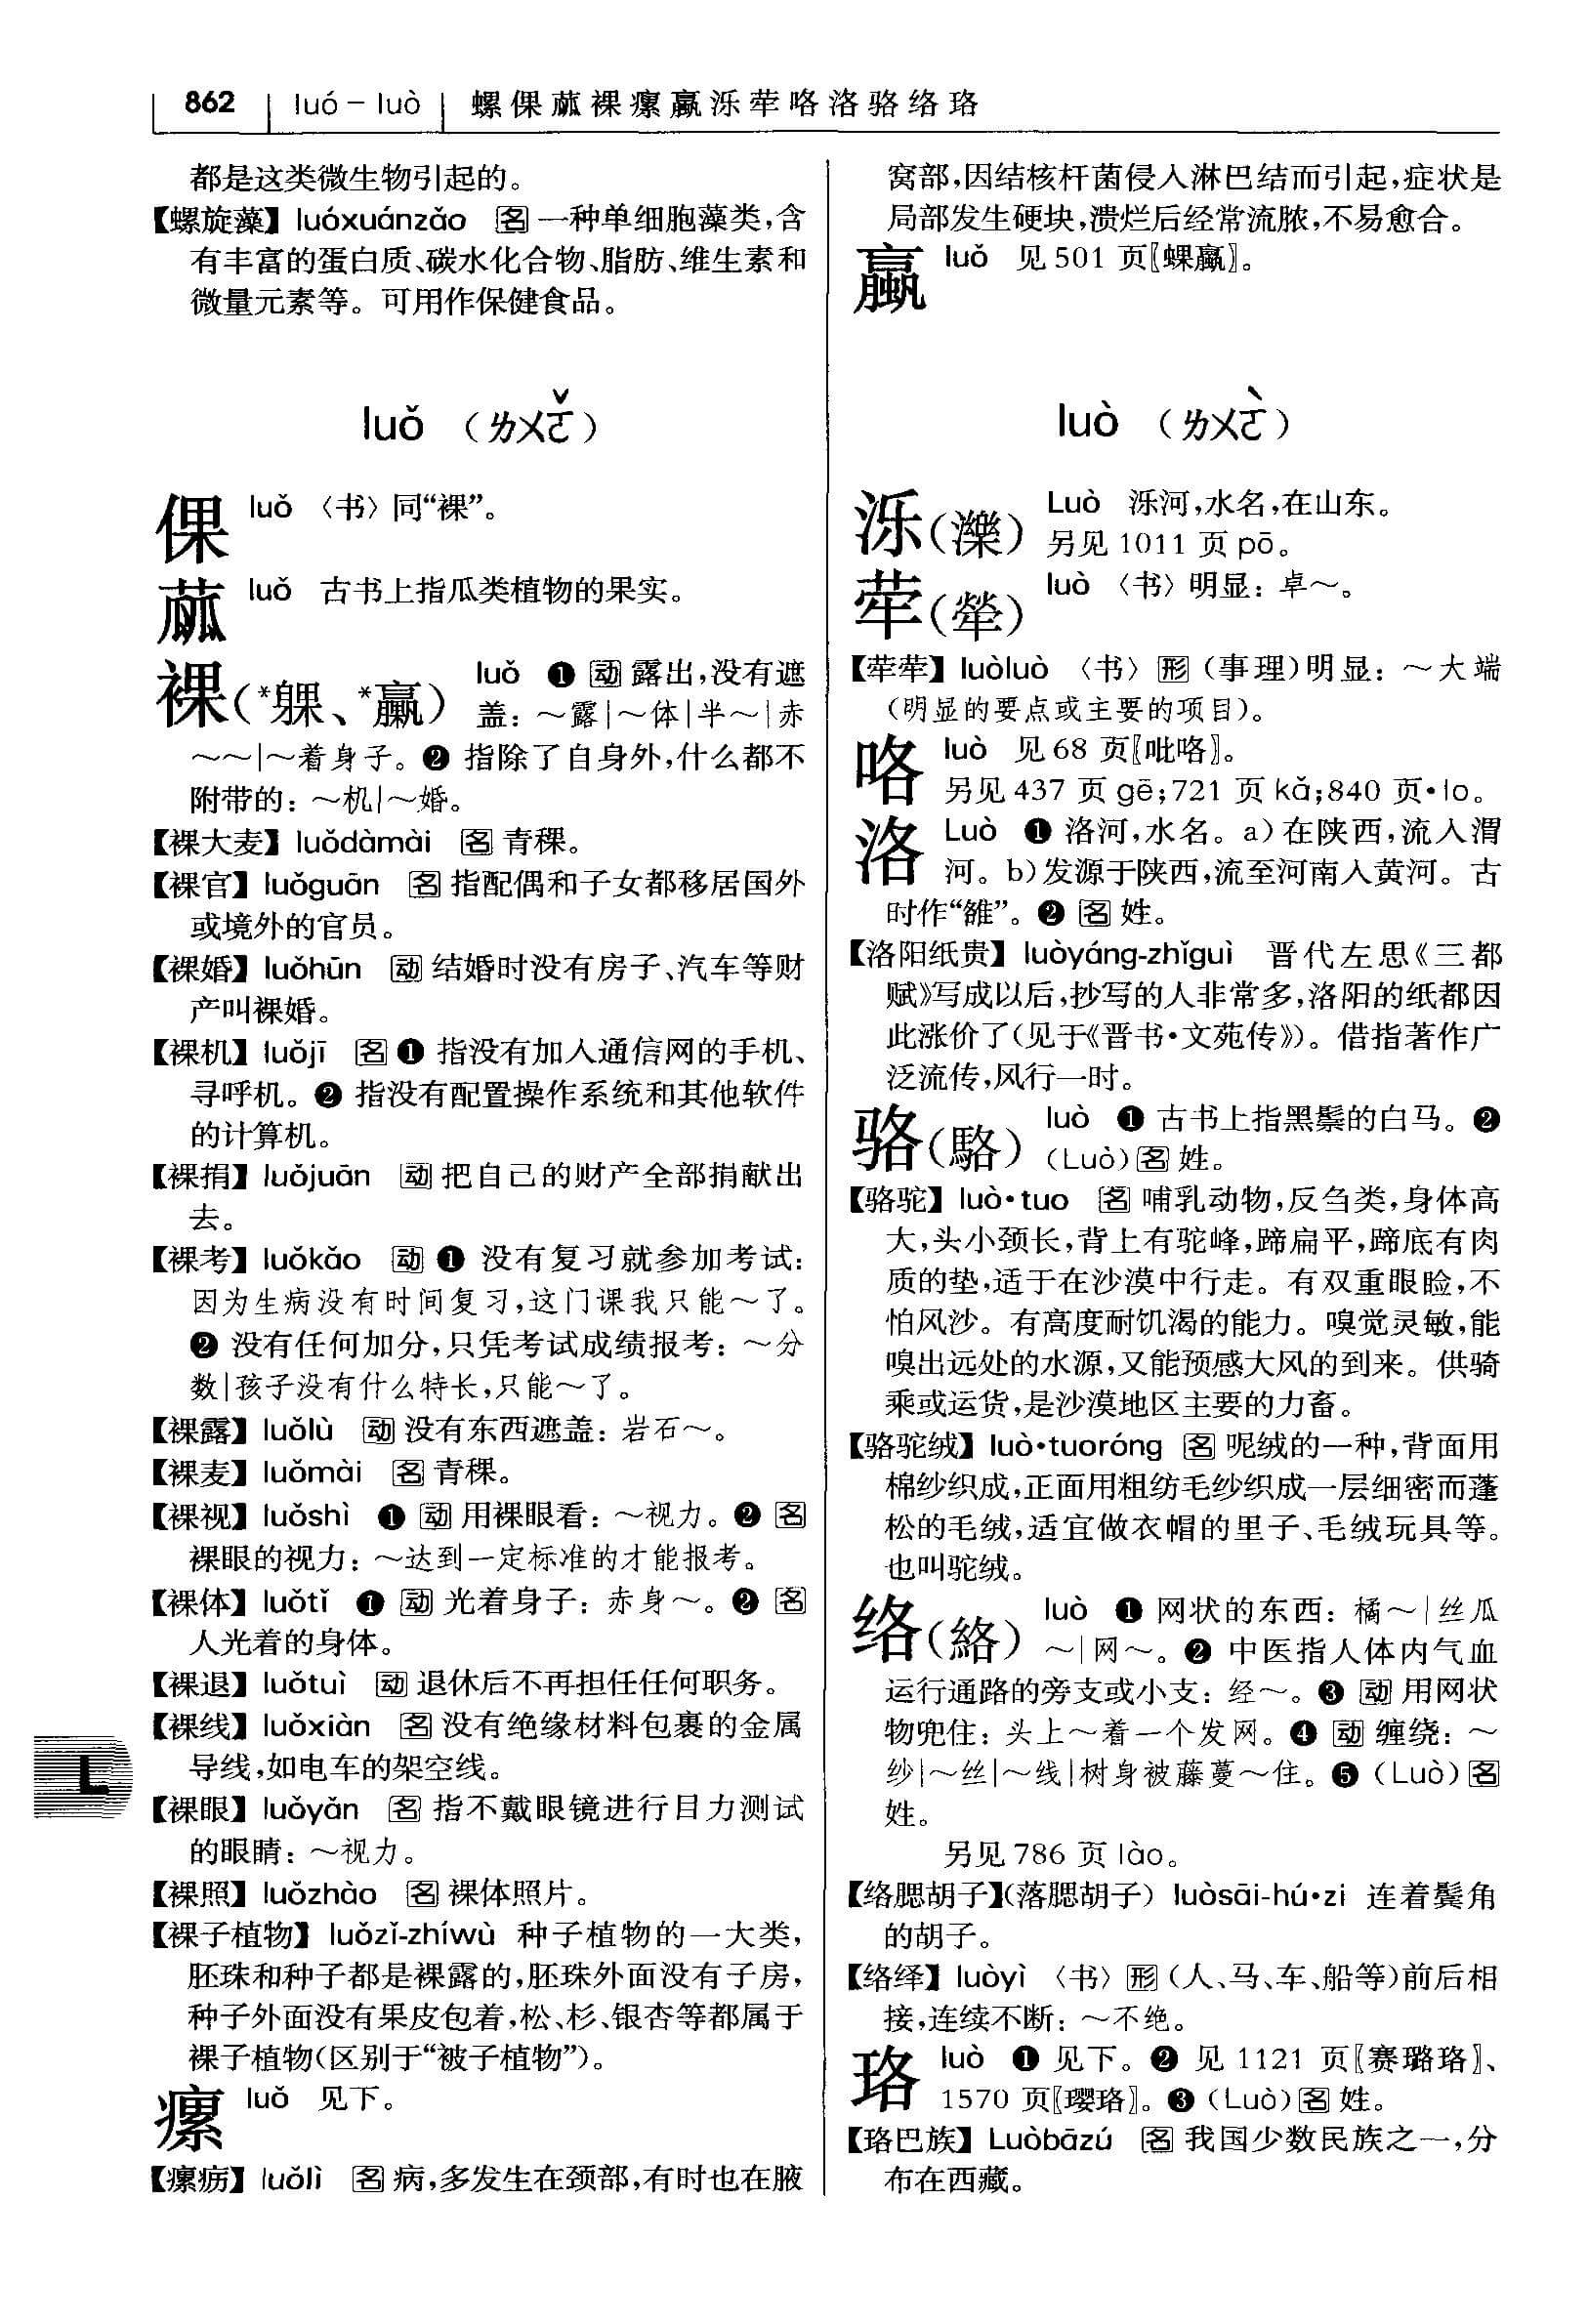 862 luó – luò 螺倮蓏裸瘰蠃泺荦咯洛骆络珞
都是这类微生物引起的。
【螺旋藻】luóxuánzǎo 名 一种单细胞藻类,含
有丰富的蛋白质、碳水化合物、脂肪、维生素和
微量元素等。可用作保健食品。
luǒ (ㄌㄨㄛˇ)
倮 luǒ 〈书〉同“裸”。
蓏 luǒ 古书上指瓜类植物的果实。
裸(*躶、*臝) luǒ ❶ 动 露出,没有遮
盖: ~露|~体|半~|赤
~~|~着身子。❷ 指除了自身外,什么都不
附带的: ~机|~婚。
【裸大麦】luǒdàmài 名 青稞。
【裸官】luǒguān 名 指配偶和子女都移居国外
或境外的官员。
【裸婚】luǒhūn 动 结婚时没有房子、汽车等财
产叫裸婚。
【裸机】luǒjī 名 ❶ 指没有加入通信网的手机、
寻呼机。❷ 指没有配置操作系统和其他软件
的计算机。
【裸捐】luǒjuān 动 把自己的财产全部捐献出
去。
【裸考】luǒkǎo 动 ❶ 没有复习就参加考试:
因为生病没有时间复习,这门课我只能~了。
❷ 没有任何加分,只凭考试成绩报考: ~分
数|孩子没有什么特长,只能~了。
【裸露】luǒlù 动 没有东西遮盖: 岩石~。
【裸麦】luǒmài 名 青稞。
【裸视】luǒshì ❶ 动 用裸眼看: ~视力。❷ 名
裸眼的视力: ~达到一定标准的才能报考。
【裸体】luǒtǐ ❶ 动 光着身子: 赤身~。❷ 名
人光着的身体。
【裸退】luǒtuì 动 退休后不再担任任何职务。
【裸线】luǒxiàn 名 没有绝缘材料包裹的金属
导线,如电车的架空线。
L
【裸眼】luǒyǎn 名 指不戴眼镜进行目力测试
的眼睛: ~视力。
【裸照】luǒzhào 名 裸体照片。
【裸子植物】luǒzǐ-zhíwù 种子植物的一大类,
胚珠和种子都是裸露的,胚珠外面没有子房,
种子外面没有果皮包着,松、杉、银杏等都属于
裸子植物(区别于“被子植物”)。
瘰 luǒ 见下。
【瘰疬】luǒlì 名 病,多发生在颈部,有时也在腋
窝部,因结核杆菌侵入淋巴结而引起,症状是
局部发生硬块,溃烂后经常流脓,不易愈合。
蠃 luǒ 见501 页〖蜾蠃〗。
luò (ㄌㄨㄛˋ)
泺(濼) Luò 泺河,水名,在山东。
另见 1011 页 pō。
荦(犖) luò 〈书〉明显: 卓~。
【荦荦】luòluò 〈书〉形 (事理)明显: ~大端
(明显的要点或主要的项目)。
咯 luò 见68 页〖吡咯〗。
另见 437 页 gē;721 页 kǎ;840 页•lo。
洛 Luò ❶ 洛河,水名。a)在陕西,流入渭
河。b)发源于陕西,流至河南入黄河。古
时作“雒”。❷ 名 姓。
【洛阳纸贵】luòyáng-zhǐguì 晋代左思《三都
赋》写成以后,抄写的人非常多,洛阳的纸都因
此涨价了(见于《晋书•文苑传》)。借指著作广
泛流传,风行一时。
骆(駱) luò ❶ 古书上指黑鬃的白马。❷
(Luò)名 姓。
【骆驼】luò•tuo 名 哺乳动物,反刍类,身体高
大,头小颈长,背上有驼峰,蹄扁平,蹄底有肉
质的垫,适于在沙漠中行走。有双重眼睑,不
怕风沙。有高度耐饥渴的能力。嗅觉灵敏,能
嗅出远处的水源,又能预感大风的到来。供骑
乘或运货,是沙漠地区主要的力畜。
【骆驼绒】luò•tuoróng 名 呢绒的一种,背面用
棉纱织成,正面用粗纺毛纱织成一层细密而蓬
松的毛绒,适宜做衣帽的里子、毛绒玩具等。
也叫驼绒。
络(絡) luò ❶ 网状的东西: 橘~|丝瓜
~|网~。❷ 中医指人体内气血
运行通路的旁支或小支: 经~。❸ 动 用网状
物兜住: 头上~着一个发网。❹ 动 缠绕: ~
纱|~丝|~线|树身被藤蔓~住。❺ (Luò)名
姓。
另见 786 页 lào。
【络腮胡子】(落腮胡子) luòsāi-hú•zi 连着鬓角
的胡子。
【络绎】luòyì 〈书〉形 (人、马、车、船等)前后相
接,连续不断: ~不绝。
珞 luò ❶ 见下。❷ 见 1121 页〖赛璐珞〗、
1570 页〖璎珞〗。❸ (Luò)名 姓。
【珞巴族】Luòbāzú 名 我国少数民族之一,分
布在西藏。